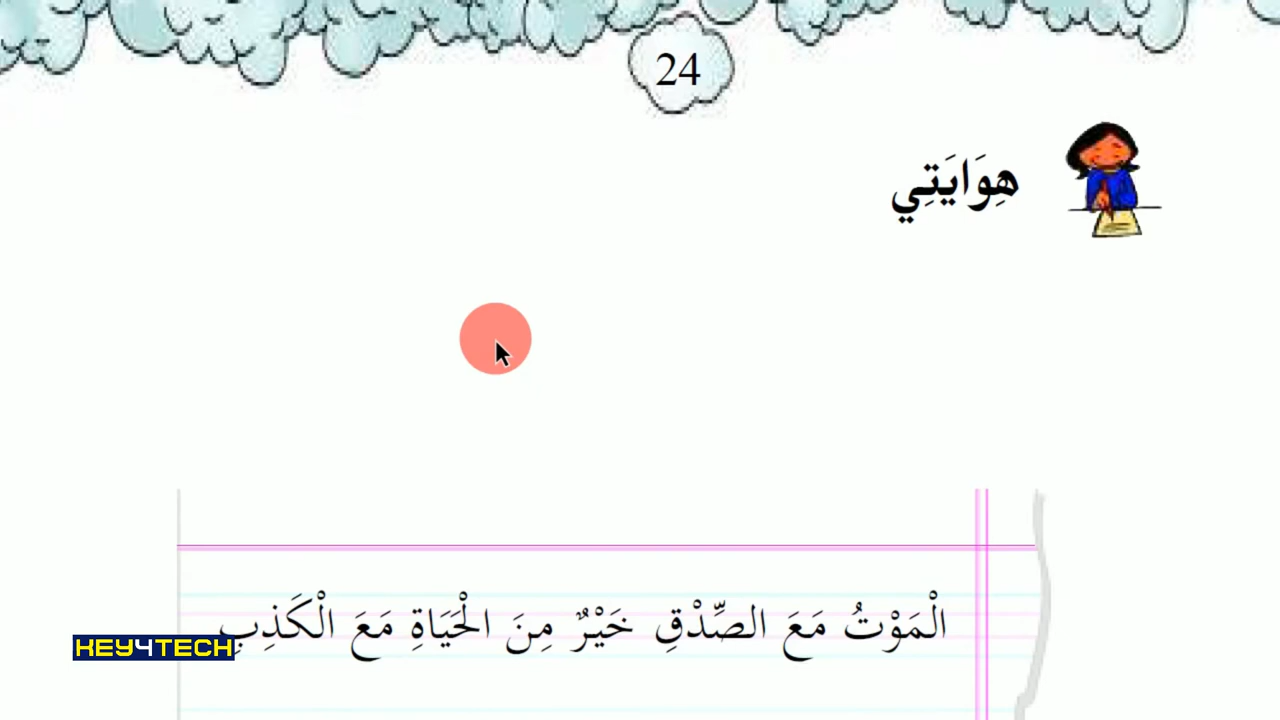 24
هِوَايَتِي
الْمَوْتُ مَعَ الصِّدْقِ خَيْرٌ مِنَ الْحَيَاةِ مَعَ الْكَذِبِ
KEY4TECH